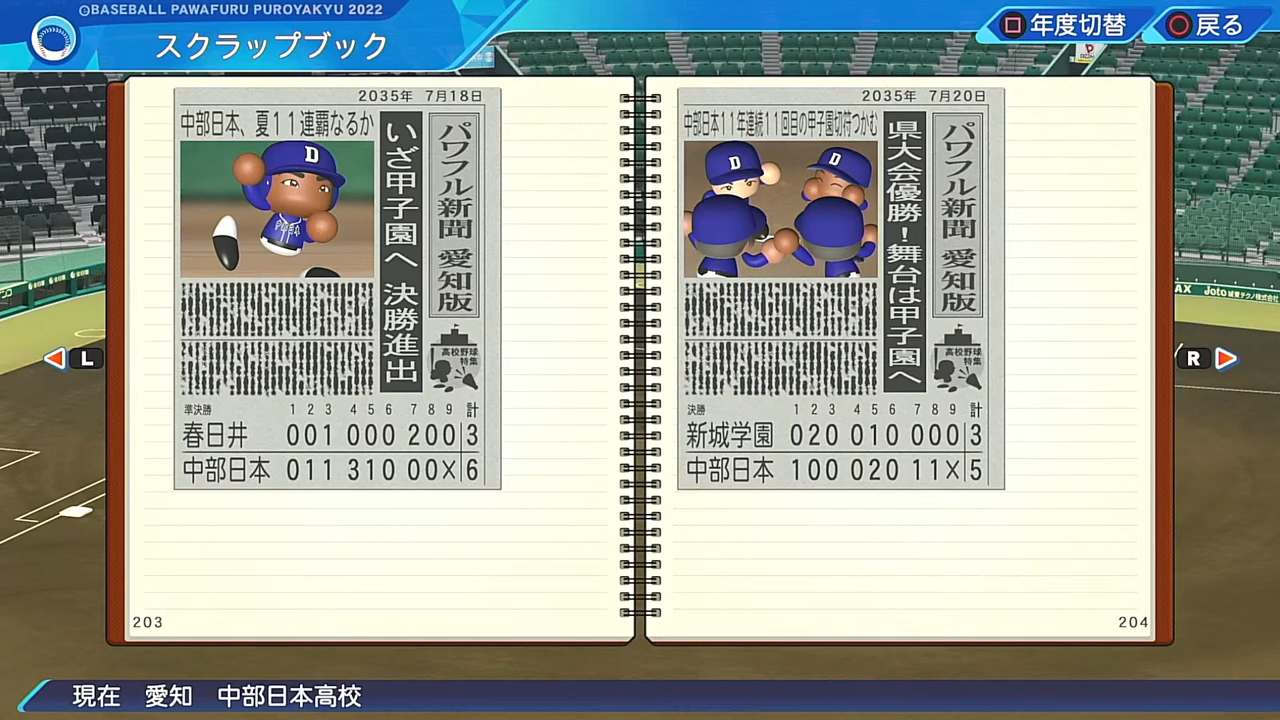 ©BASEBALL PAWAFURU PUROYAKYU 2022
スクラップブック
年度切替
戻る
2035年 7月18日
中部日本、夏11連覇なるか
いざ甲子園へ 決勝進出
パワフル新聞 愛知版
高校野球
特集
準決勝 1 2 3 4 5 6 7 8 9 計
春日井 001 000 200 3
中部日本 011 310 00× 6
203
2035年 7月20日
中部日本11年連続11回目の甲子園切符つかむ
県大会優勝!舞台は甲子園へ
パワフル新聞 愛知版
高校野球
特集
決勝 1 2 3 4 5 6 7 8 9 計
新城学園 020 010 000 3
中部日本 100 020 11× 5
204
L
R
D
D
D
AX Joto
現在 愛知 中部日本高校